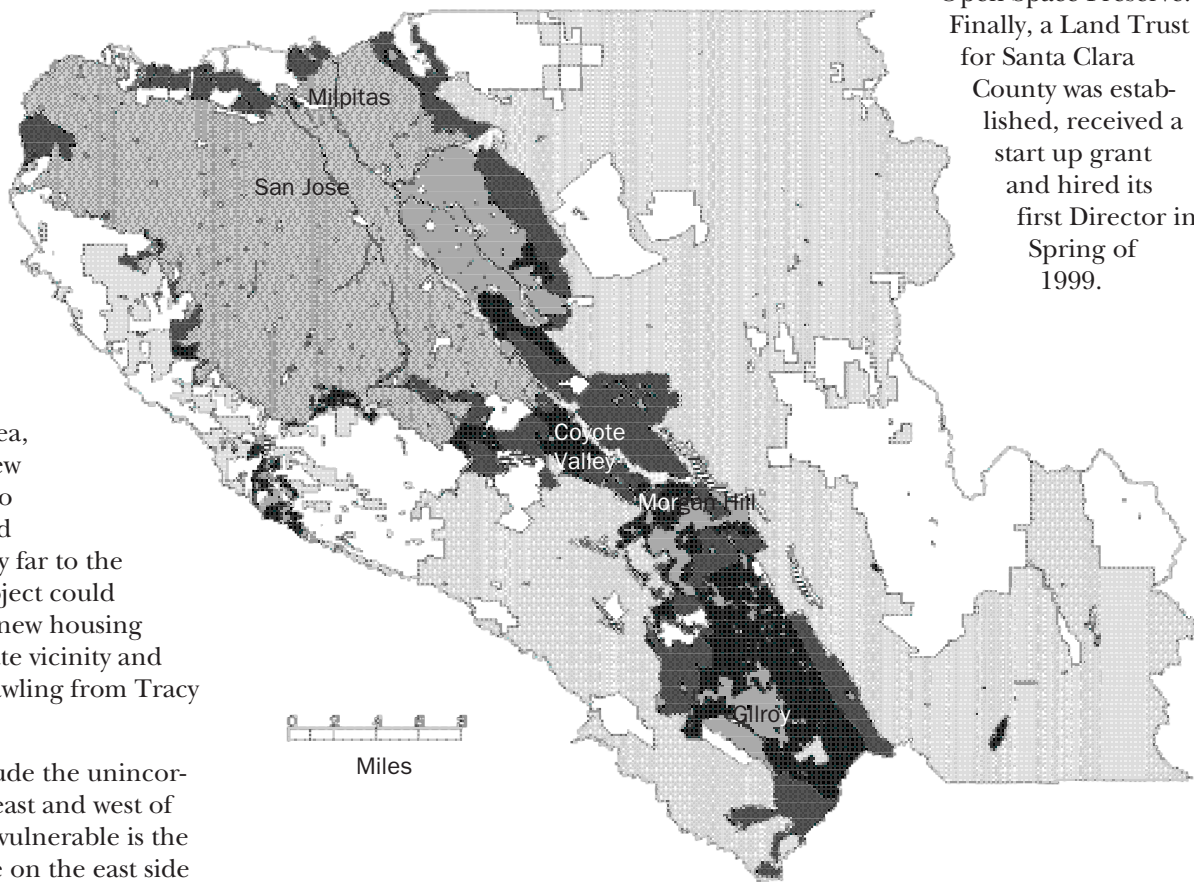 Open Space Preserve.
Finally, a Land Trust
for Santa Clara
County was estab-
lished, received a
start up grant
and hired its
first Director in
Spring of
1999.
Milpitas
San Jose
Coyote
Valley
Morgan Hill
Gilroy
0 2 4 6 8
Miles
ea,
ew
o
d
y far to the
ject could
new housing
ate vicinity and
awling from Tracy
ude the unincor-
east and west of
vulnerable is the
e on the east side